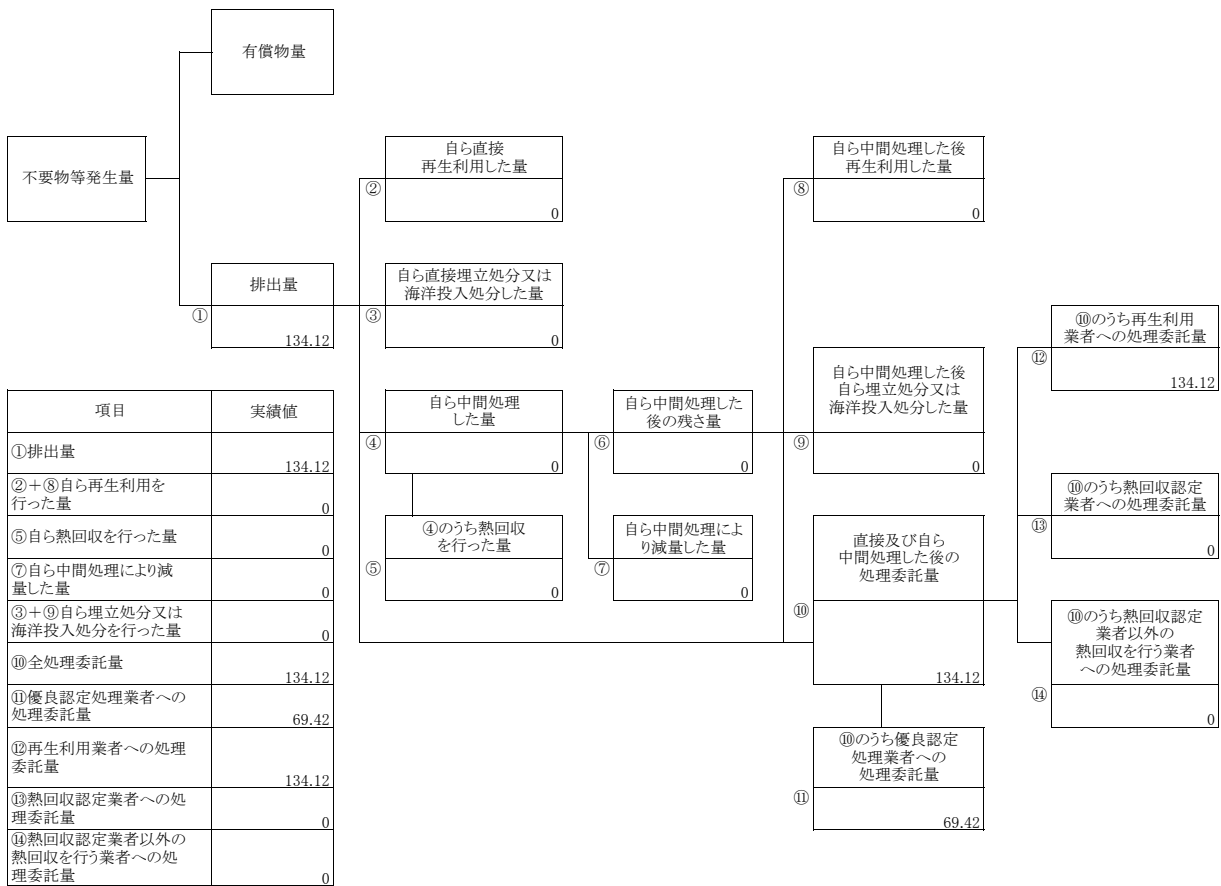 有償物量
不要物等発生量
排出量
①
134.12
自ら直接
再生利用した量
②
0
自ら直接埋立処分又は
海洋投入処分した量
③
0
自ら中間処理
した量
④
0
④のうち熱回収
を行った量
⑤
0
自ら中間処理した
後の残さ量
⑥
0
自ら中間処理によ
り減量した量
⑦
0
自ら中間処理した後
再生利用した量
⑧
0
自ら中間処理した後
自ら埋立処分又は
海洋投入処分した量
⑨
0
直接及び自ら
中間処理した後の
処理委託量
⑩
134.12
⑩のうち優良認定
処理業者への
処理委託量
⑪
69.42
⑩のうち再生利用
業者への処理委託量
⑫
134.12
⑩のうち熱回収認定
業者への処理委託量
⑬
0
⑩のうち熱回収認定
業者以外の
熱回収を行う業者
への処理委託量
⑭
0
項目 実績値
①排出量
134.12
②＋⑧自ら再生利用を
行った量
0
⑤自ら熱回収を行った量
0
⑦自ら中間処理により減
量した量
0
③＋⑨自ら埋立処分又は
海洋投入処分を行った量
0
⑩全処理委託量
134.12
⑪優良認定処理業者への
処理委託量
69.42
⑫再生利用業者への処理
委託量
134.12
⑬熱回収認定業者への処
理委託量
0
⑭熱回収認定業者以外の
熱回収を行う業者への処
理委託量
0